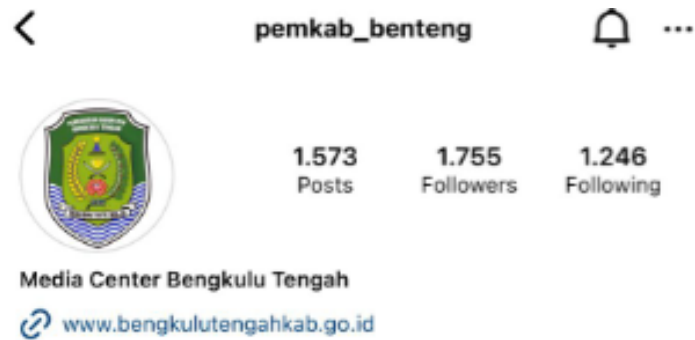 pemkab_benteng
1.573 1.755 1.246
Posts Followers Following
Media Center Bengkulu Tengah
www.bengkulutengahkab.go.id